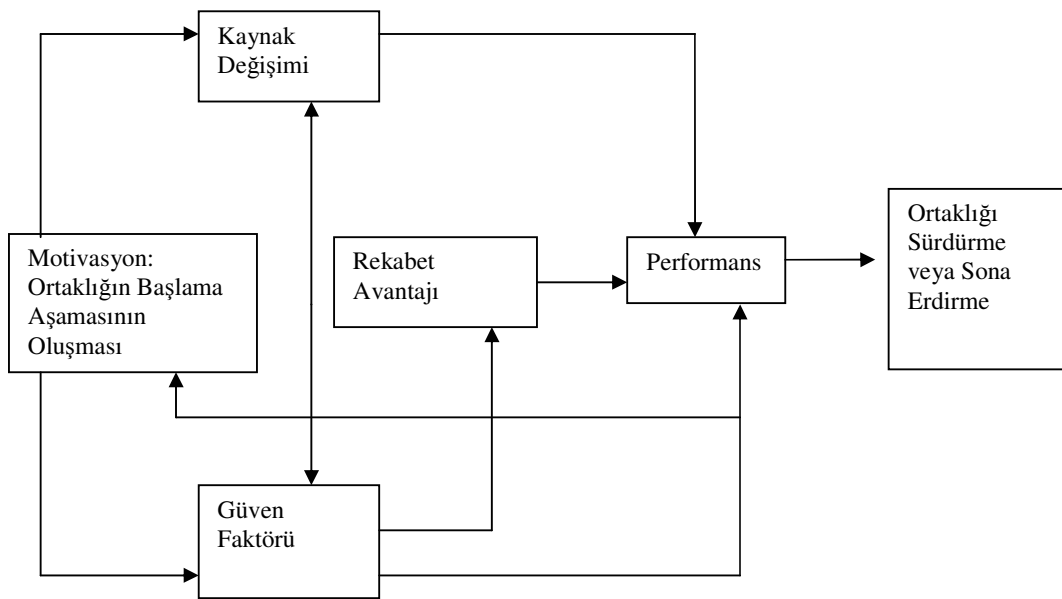 Kaynak
Değişimi
Motivasyon:
Ortaklığın Başlama
Aşamasının
Oluşması
Rekabet
Avantajı
Performans
Ortaklığı
Sürdürme
veya Sona
Erdirme
Güven
Faktörü